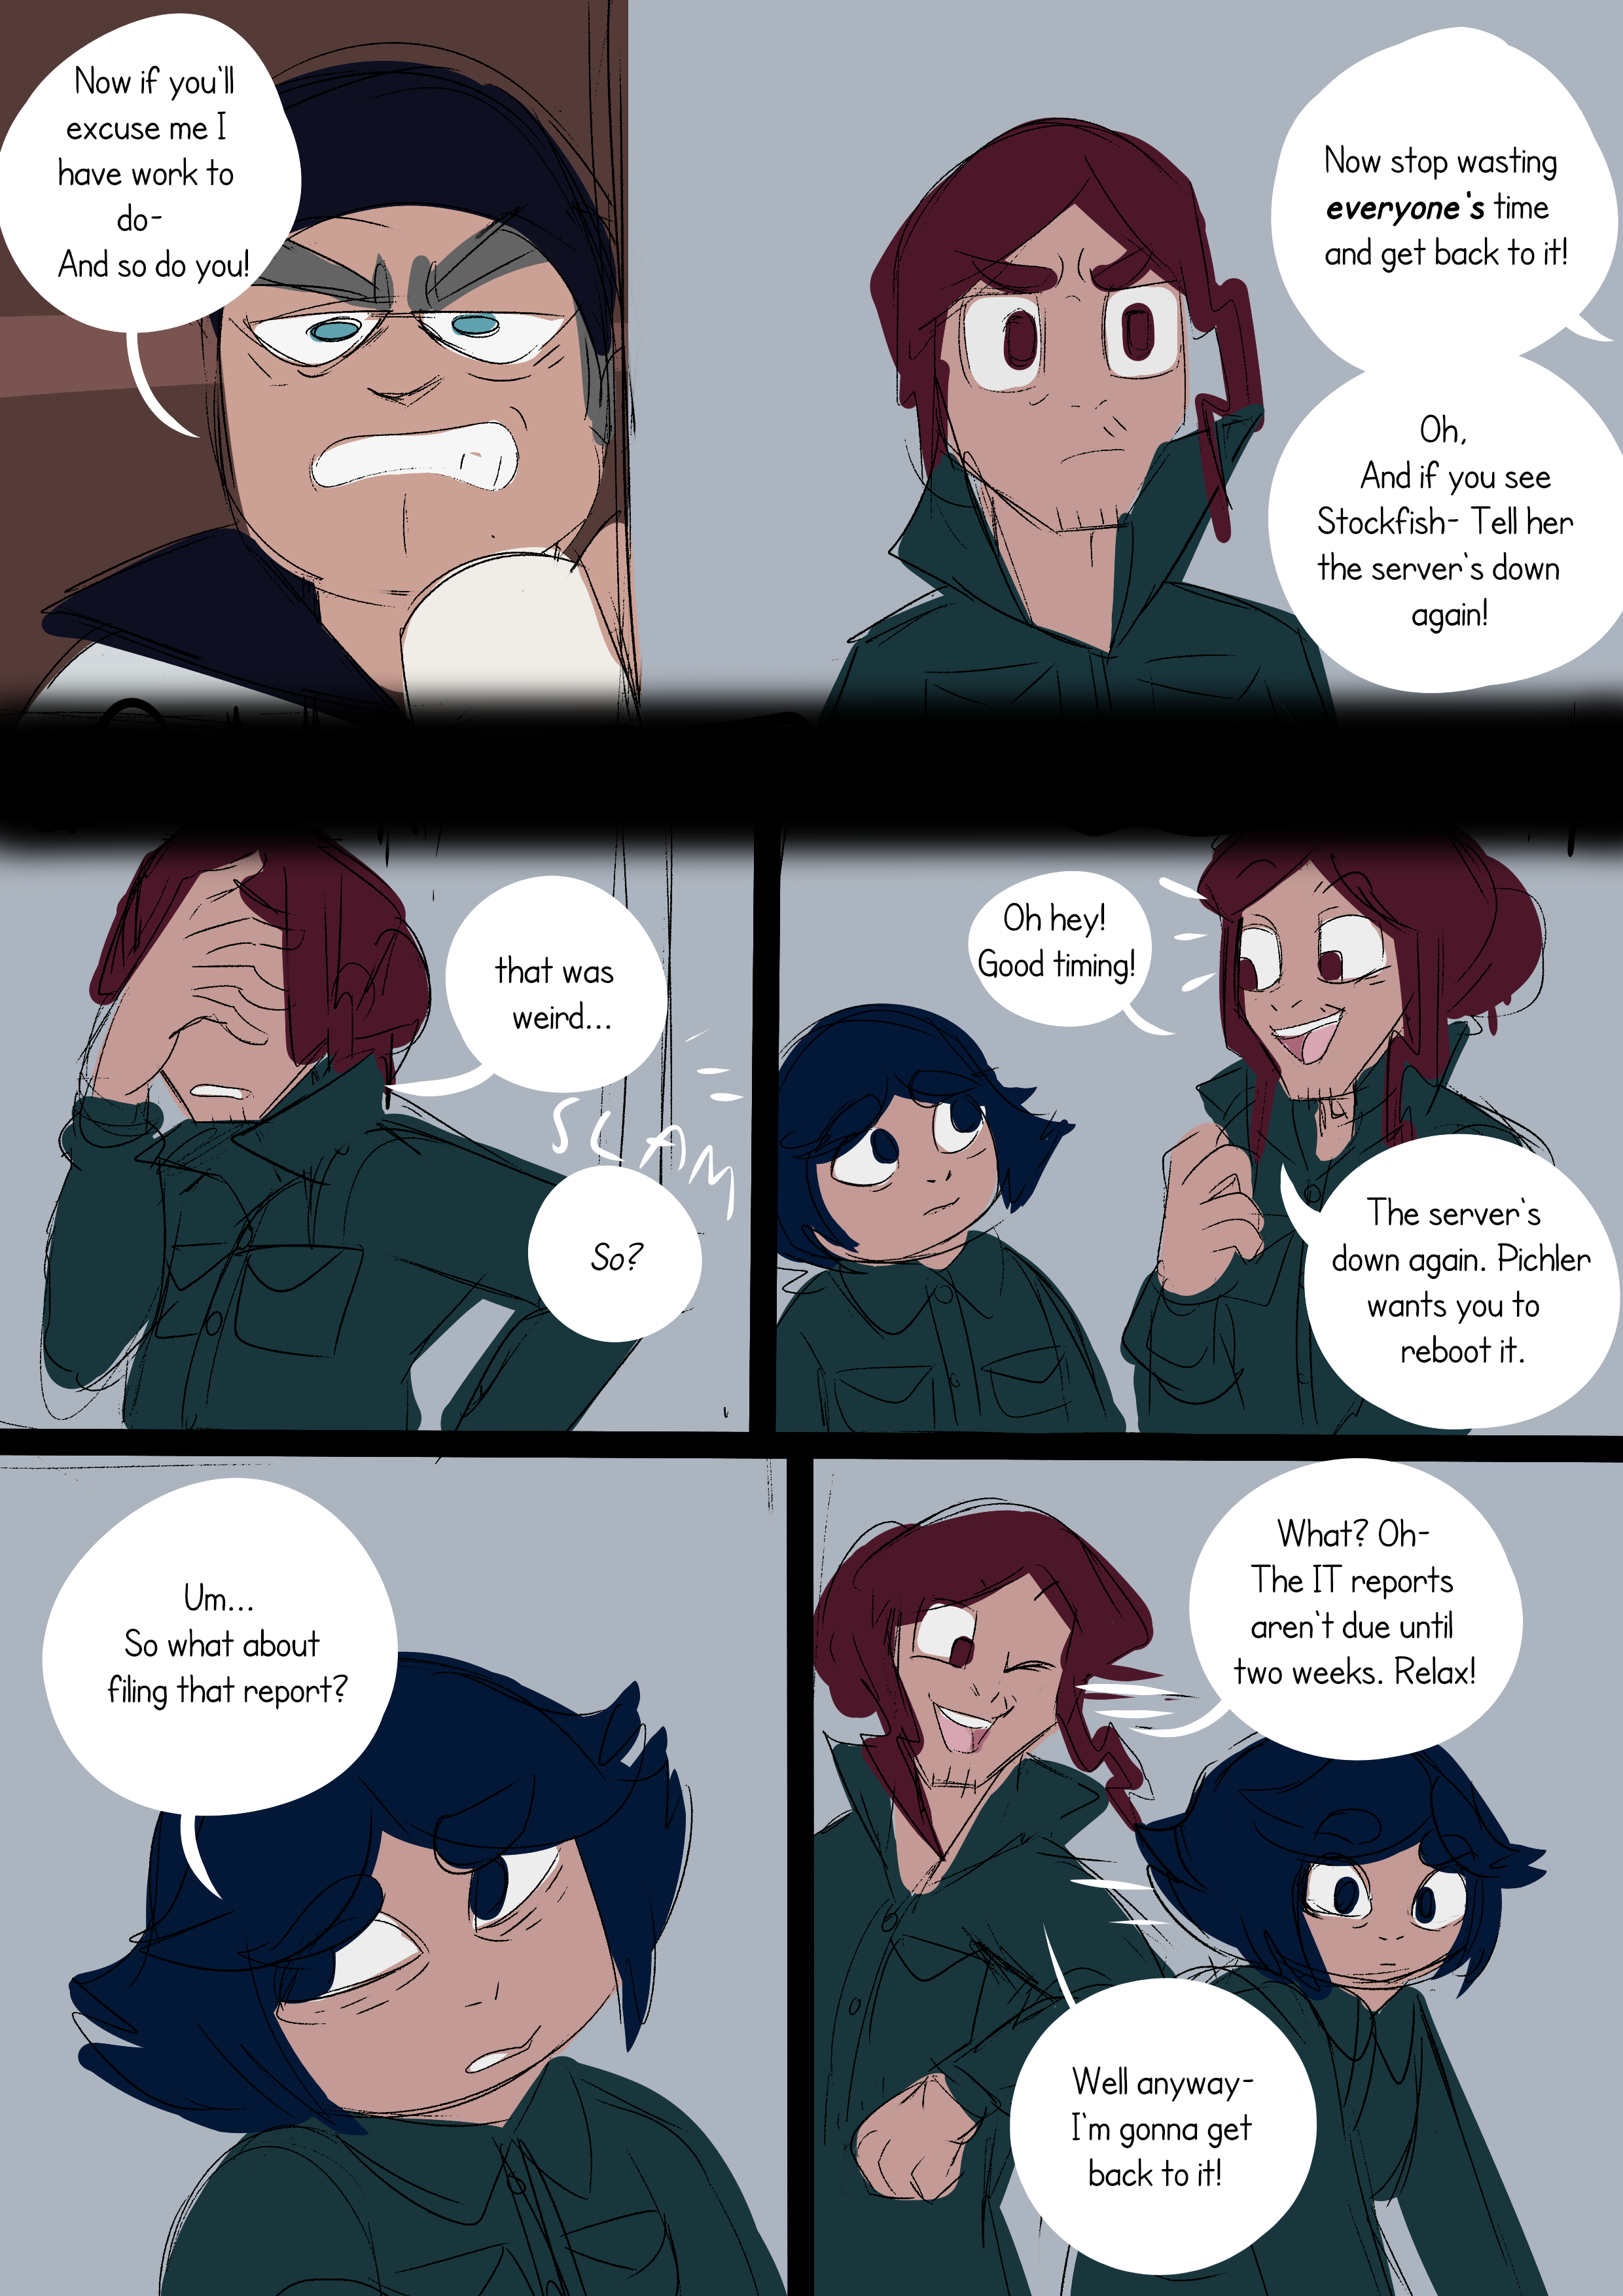 Now if you'll
excuse me I
have work to
do-
And so do you!
Now stop wasting
everyone's time
and get back to it!
Oh,
And if you see
Stockfish- Tell her
the server's down
again!
that was
weird...
SLAM
So?
Oh hey!
Good timing!
The server's
down again. Pichler
wants you to
reboot it.
Um...
So what about
filing that report?
What? Oh-
The IT reports
aren't due until
two weeks. Relax!
Well anyway-
I'm gonna get
back to it!